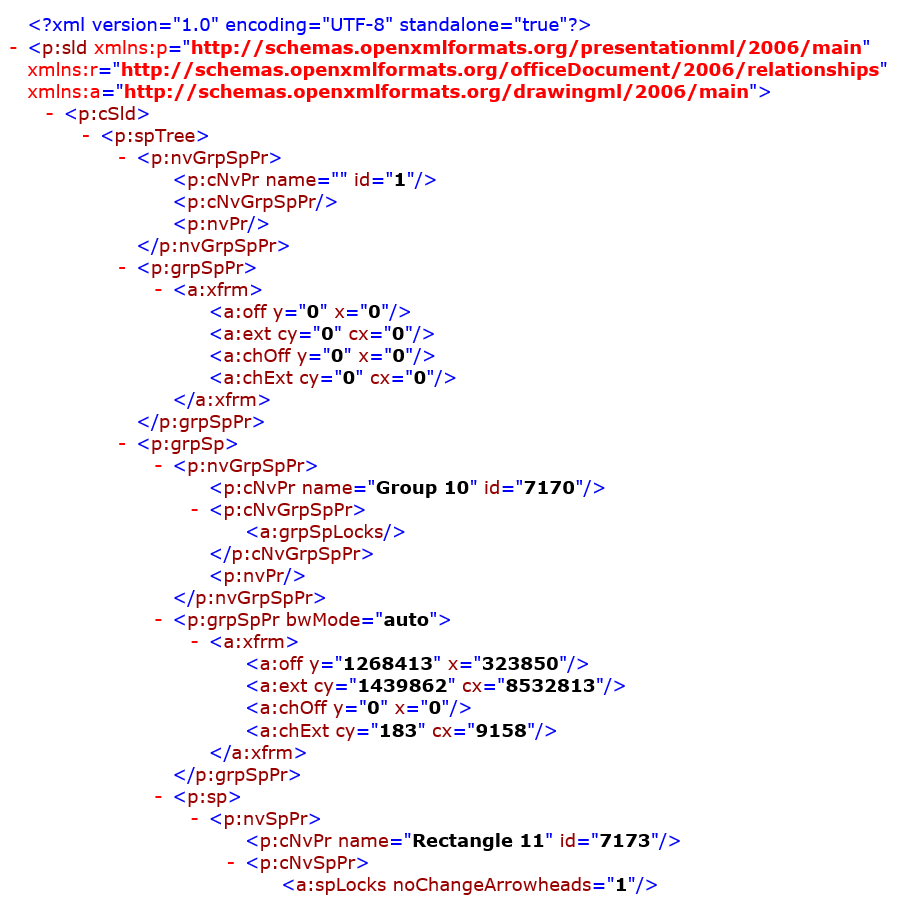 <?xml version="1.0" encoding="UTF-8" standalone="true"?>
- <p:sld xmlns:p="http://schemas.openxmlformats.org/presentationml/2006/main"
xmlns:r="http://schemas.openxmlformats.org/officeDocument/2006/relationships"
xmlns:a="http://schemas.openxmlformats.org/drawingml/2006/main">
- <p:cSld>
- <p:spTree>
- <p:nvGrpSpPr>
<p:cNvPr name="" id="1"/>
<p:cNvGrpSpPr/>
<p:nvPr/>
</p:nvGrpSpPr>
- <p:grpSpPr>
- <a:xfrm>
<a:off y="0" x="0"/>
<a:ext cy="0" cx="0"/>
<a:chOff y="0" x="0"/>
<a:chExt cy="0" cx="0"/>
</a:xfrm>
</p:grpSpPr>
- <p:grpSp>
- <p:nvGrpSpPr>
<p:cNvPr name="Group 10" id="7170"/>
- <p:cNvGrpSpPr>
<a:grpSpLocks/>
</p:cNvGrpSpPr>
<p:nvPr/>
</p:nvGrpSpPr>
- <p:grpSpPr bwMode="auto">
- <a:xfrm>
<a:off y="1268413" x="323850"/>
<a:ext cy="1439862" cx="8532813"/>
<a:chOff y="0" x="0"/>
<a:chExt cy="183" cx="9158"/>
</a:xfrm>
</p:grpSpPr>
- <p:sp>
- <p:nvSpPr>
<p:cNvPr name="Rectangle 11" id="7173"/>
- <p:cNvSpPr>
<a:spLocks noChangeArrowheads="1"/>